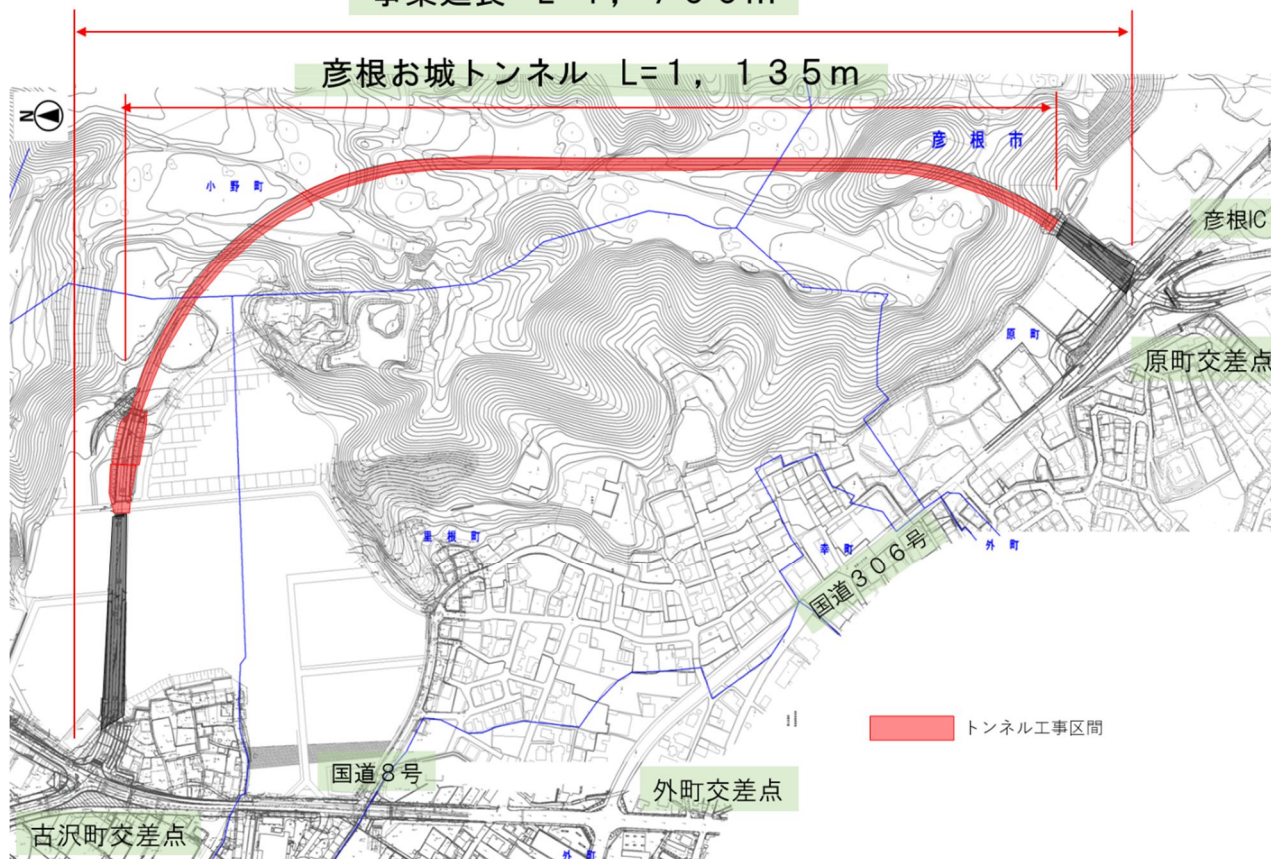 彦根お城トンネル L=1,135m
N
彦根市
小野町
彦根IC
原町
原町交差点
里根町
幸町
外町
国道306号
トンネル工事区間
国道8号
外町交差点
古沢町交差点
外町